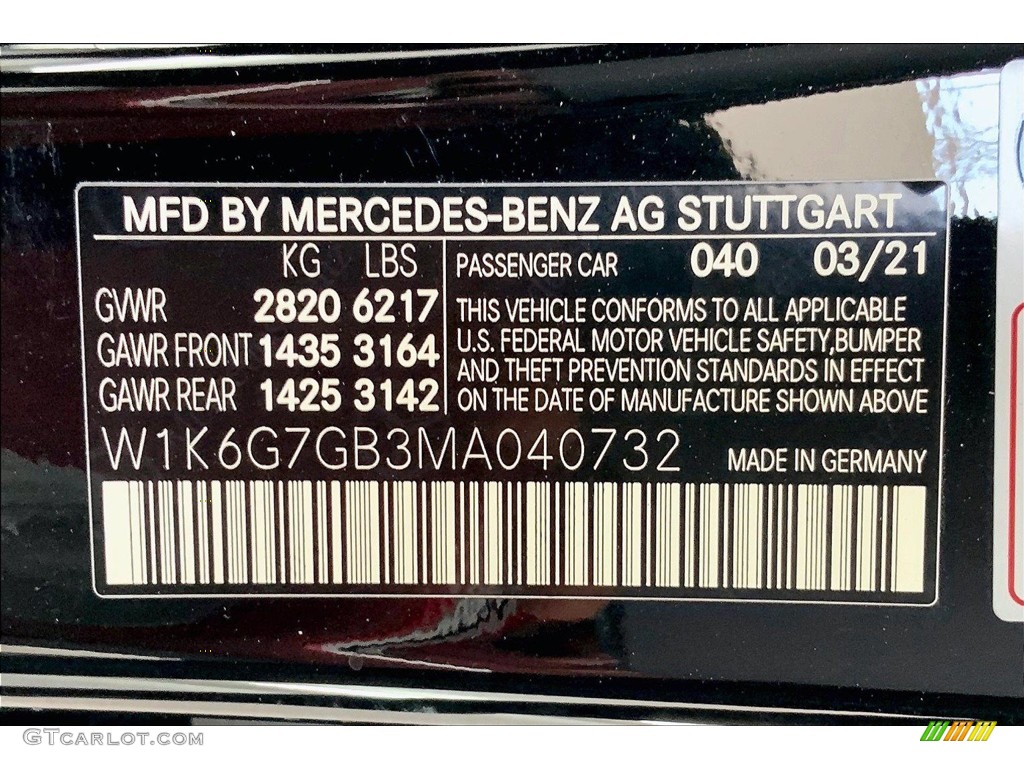 MFD BY MERCEDES-BENZ AG STUTTGART
KG LBS
GVWR 2820 6217
GAWR FRONT 1435 3164
GAWR REAR 1425 3142
PASSENGER CAR 040 03/21
THIS VEHICLE CONFORMS TO ALL APPLICABLE
U.S. FEDERAL MOTOR VEHICLE SAFETY,BUMPER
AND THEFT PREVENTION STANDARDS IN EFFECT
ON THE DATE OF MANUFACTURE SHOWN ABOVE
W1K6G7GB3MA040732 MADE IN GERMANY
GTCARLOT.COM